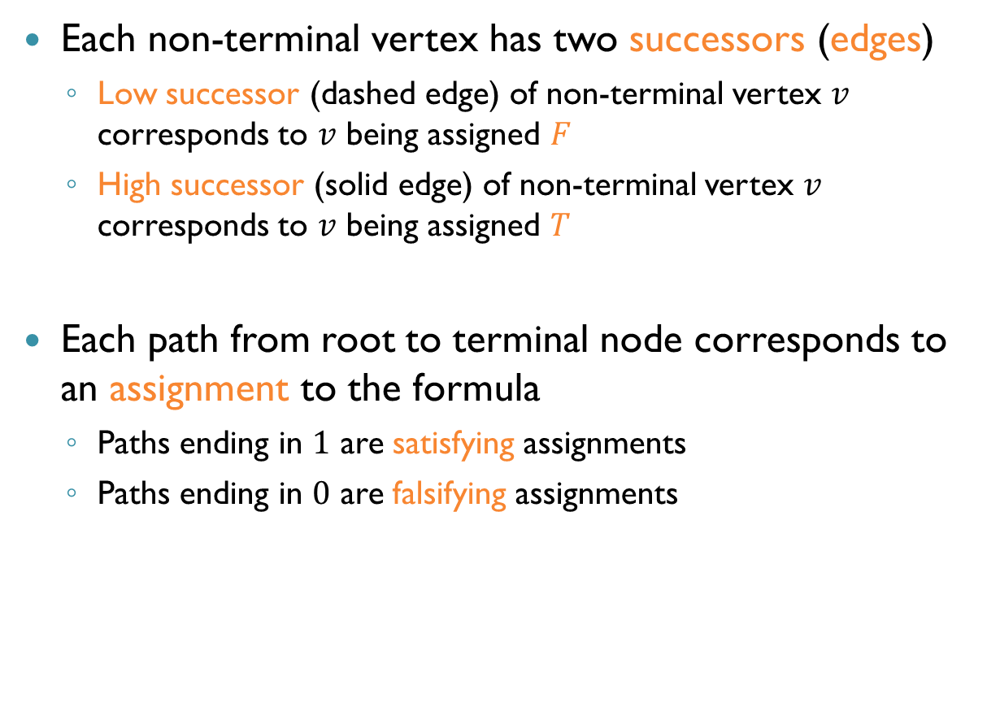 • Each non-terminal vertex has two successors (edges)
◦ Low successor (dashed edge) of non-terminal vertex 𝑣
corresponds to 𝑣 being assigned 𝐹
◦ High successor (solid edge) of non-terminal vertex 𝑣
corresponds to 𝑣 being assigned 𝑇
• Each path from root to terminal node corresponds to
an assignment to the formula
◦ Paths ending in 1 are satisfying assignments
◦ Paths ending in 0 are falsifying assignments